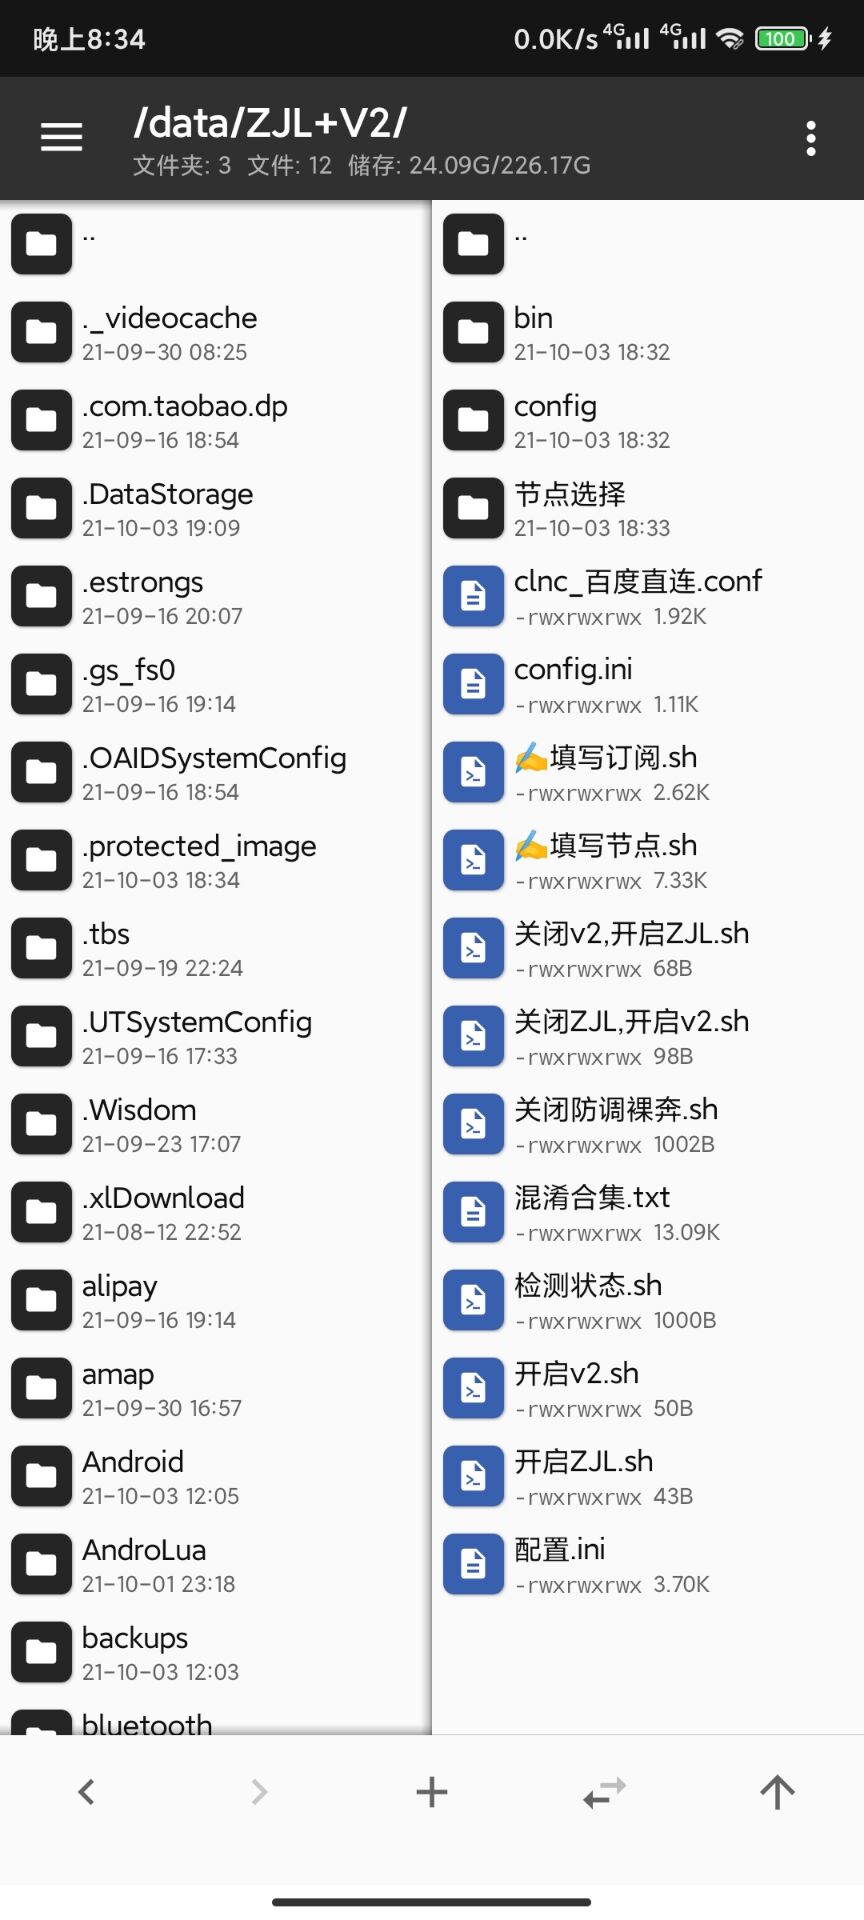 晚上8:34
0.0K/s 4G 4G 100
/data/ZJL+V2/
文件夹: 3 文件: 12 储存: 24.09G/226.17G
..
._videocache
21-09-30 08:25
.com.taobao.dp
21-09-16 18:54
.DataStorage
21-10-03 19:09
.estrongs
21-09-16 20:07
.gs_fs0
21-09-16 19:14
.OAIDSystemConfig
21-09-16 18:54
.protected_image
21-10-03 18:34
.tbs
21-09-19 22:24
.UTSystemConfig
21-09-16 17:33
.Wisdom
21-09-23 17:07
.xlDownload
21-08-12 22:52
alipay
21-09-16 19:14
amap
21-09-30 16:57
Android
21-10-03 12:05
AndroLua
21-10-01 23:18
backups
21-10-03 12:03
bluetooth
..
bin
21-10-03 18:32
config
21-10-03 18:32
节点选择
21-10-03 18:33
clnc_百度直连.conf
-rwxrwxrwx 1.92K
config.ini
-rwxrwxrwx 1.11K
✍填写订阅.sh
-rwxrwxrwx 2.62K
✍填写节点.sh
-rwxrwxrwx 7.33K
关闭v2,开启ZJL.sh
-rwxrwxrwx 68B
关闭ZJL,开启v2.sh
-rwxrwxrwx 98B
关闭防调裸奔.sh
-rwxrwxrwx 1002B
混淆合集.txt
-rwxrwxrwx 13.09K
检测状态.sh
-rwxrwxrwx 1000B
开启v2.sh
-rwxrwxrwx 50B
开启ZJL.sh
-rwxrwxrwx 43B
配置.ini
-rwxrwxrwx 3.70K